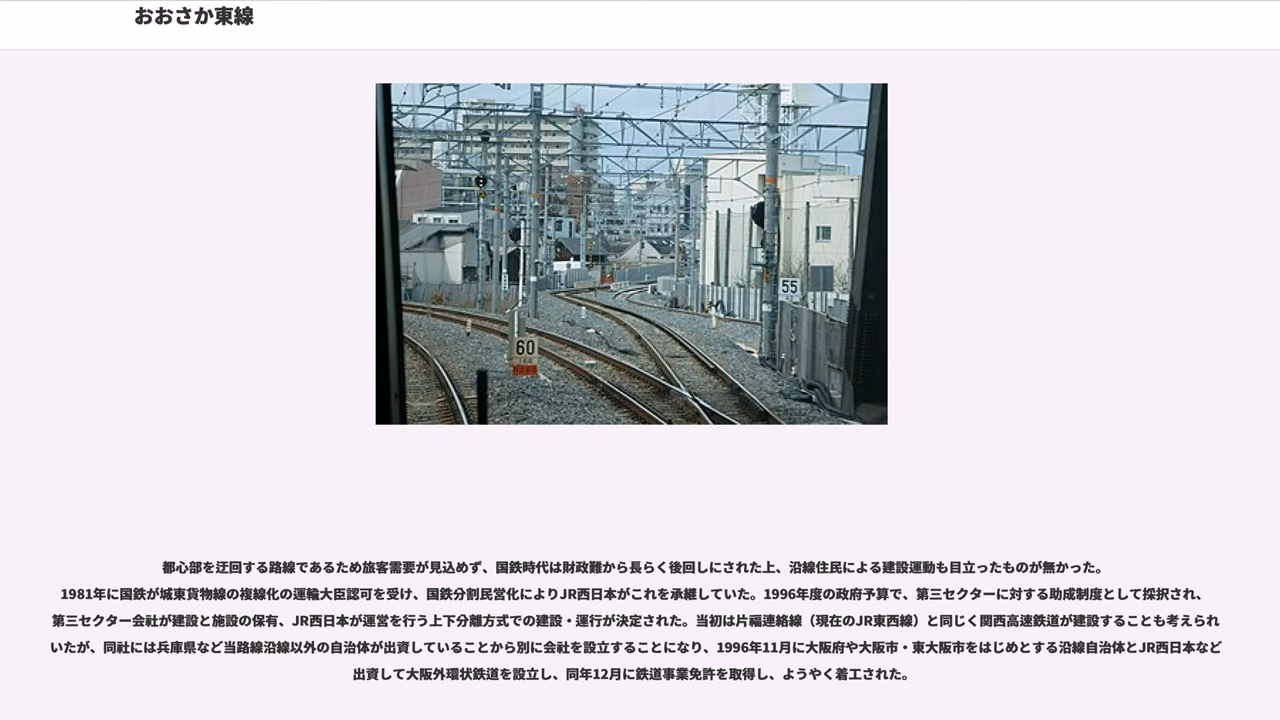 おおさか東線
55
60
都心部を迂回する路線であるため旅客需要が見込めず、国鉄時代は財政難から長らく後回しにされた上、沿線住民による建設運動も目立ったものが無かった。
1981年に国鉄が城東貨物線の複線化の運輸大臣認可を受け、国鉄分割民営化によりJR西日本がこれを承継していた。1996年度の政府予算で、第三セクターに対する助成制度として採択され、
第三セクター会社が建設と施設の保有、JR西日本が運営を行う上下分離方式での建設・運行が決定された。当初は片福連絡線（現在のJR東西線）と同じく関西高速鉄道が建設することも考えられ
いたが、同社には兵庫県など当路線沿線以外の自治体が出資していることから別に会社を設立することになり、1996年11月に大阪府や大阪市・東大阪市をはじめとする沿線自治体とJR西日本など
出資して大阪外環状鉄道を設立し、同年12月に鉄道事業免許を取得し、ようやく着工された。